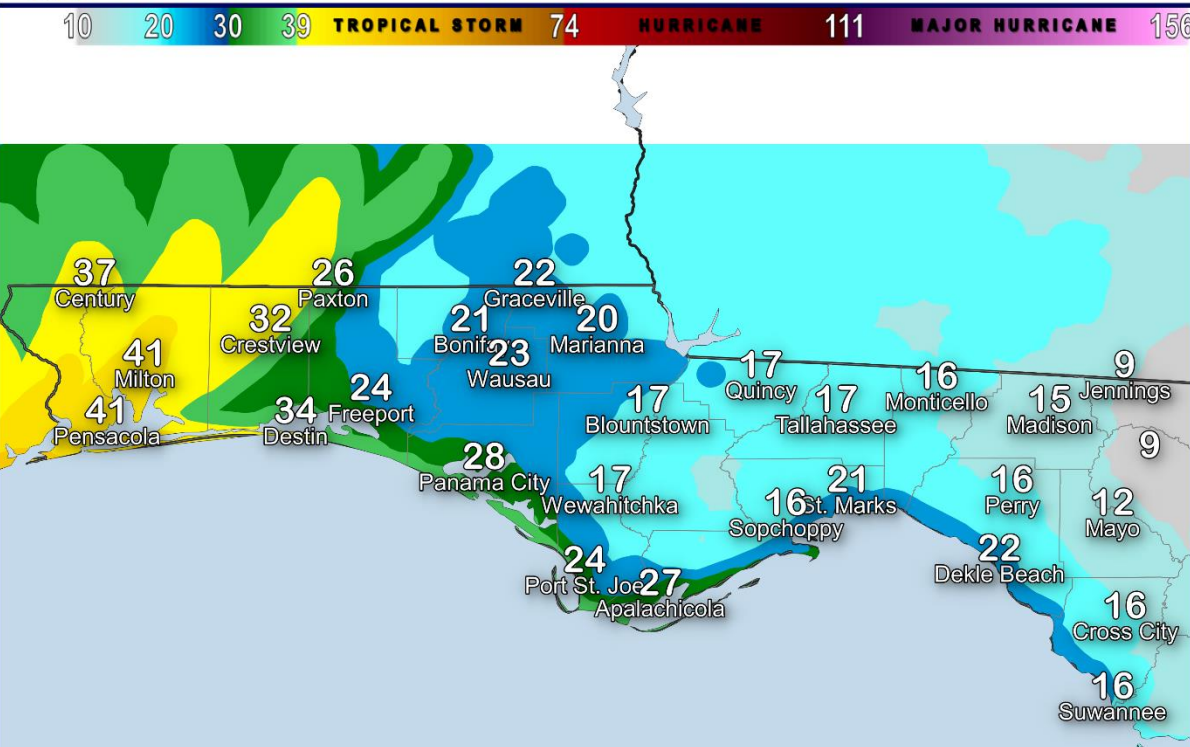 10 20 30 39 TROPICAL STORM 74 HURRICANE 111 MAJOR HURRICANE 156
37
Century
26
Paxton
22
Graceville
32
Crestview
21
Bonifa
20
Marianna
41
Milton
23
Wausau
17
Quincy
9
Jennings
16
Monticello
41
Pensacola
34
Destin
24
Freeport
17
Blountstown
17
Tallahassee
15
Madison
9
28
Panama City
17
Wewahitchka
21
St. Marks
16
Sopchoppy
16
Perry
12
Mayo
22
Dekle Beach
24
Port St. Joe
27
Apalachicola
16
Cross City
16
Suwannee